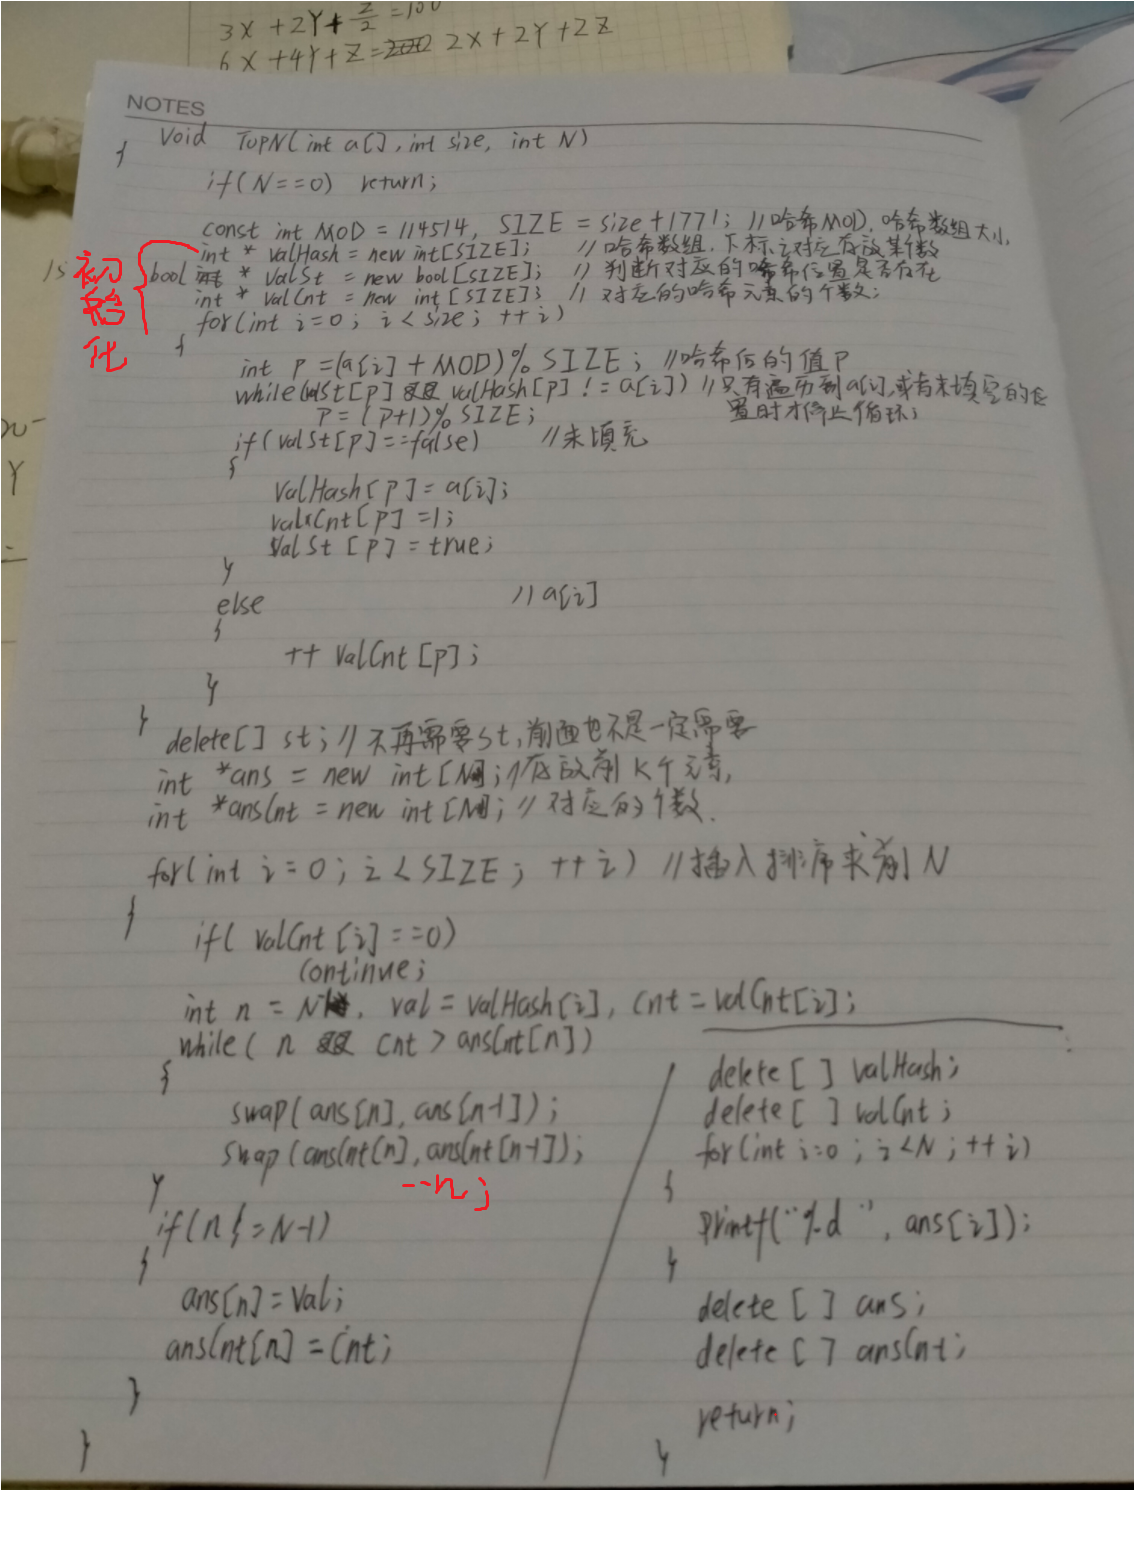 3X + 2Y + Z/2 = 100
6X + 4Y + Z = 200 2X + 2Y + 2Z
NOTES
Void TopN(int a[], int size, int N)
{
if(N==0) return;
const int MOD = 114514, SIZE = size+1771; //哈希MOD,哈希数组大小,
int * valHash = new int[SIZE]; //哈希数组,下标之对应存放某个数
bool * valSt = new bool[SIZE]; //判断对应的哈希位置是否存在
int * valCnt = new int[SIZE]; //对应的哈希元素的个数;
初始化
for(int i=0; i<size; ++i)
{
int P = (a[i] + MOD)% SIZE; //哈希后的值P
while(valSt[p] && valHash[p] != a[i]) //只有遍历到a[i],或有未填空的位
P = (P+1)% SIZE; 置时才停止循环;
if(valSt[p]==false) //未填充
{
valHash[p] = a[i];
valCnt[p] = 1;
valSt[p] = true;
}
else //a[i]
{
++ valCnt[p];
}
}
delete[] st; //不再需要st,前面也不是一定需要
int *ans = new int[N]; //存放前K个元素,
int *ansCnt = new int[N]; //对应的个数.
for(int i=0; i<SIZE; ++i) //插入排序求前N
{
if( valCnt[i]==0)
continue;
int n = N, val = valHash[i], cnt = valCnt[i];
while( n && cnt > ansCnt[n])
{
swap(ans[n], ans[n-1]);
swap(ansCnt[n], ansCnt[n-1]);
--n;
}
if(n != N-1)
{
ans[n] = val;
ansCnt[n] = cnt;
}
}
delete[ ] valHash;
delete[ ] valCnt;
for(int i=0; i<N; ++i)
{
printf("%d ", ans[i]);
}
delete[ ] ans;
delete[ ] ansCnt;
return;
}